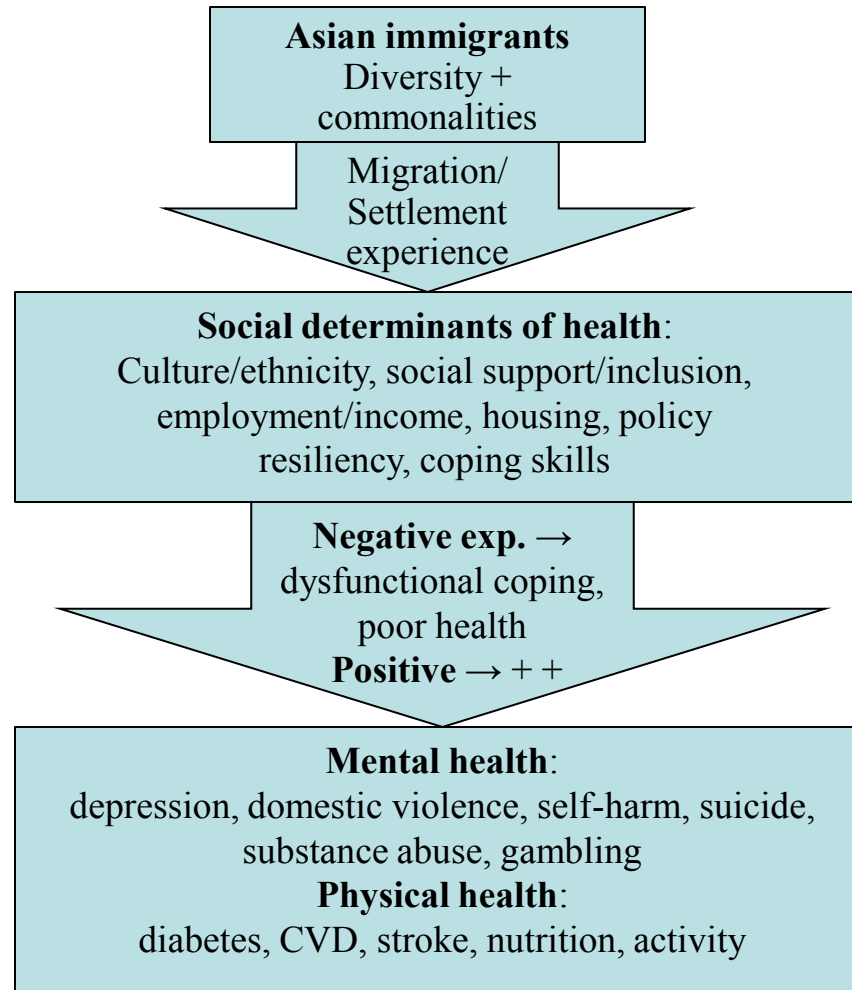 Asian immigrants
Diversity +
commonalities
Migration/
Settlement
experience
Social determinants of health:
Culture/ethnicity, social support/inclusion,
employment/income, housing, policy
resiliency, coping skills
Negative exp. →
dysfunctional coping,
poor health
Positive → + +
Mental health:
depression, domestic violence, self-harm, suicide,
substance abuse, gambling
Physical health:
diabetes, CVD, stroke, nutrition, activity